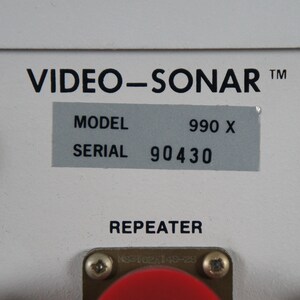 VIDEO–SONAR™
MODEL 990 X
SERIAL 90430
REPEATER